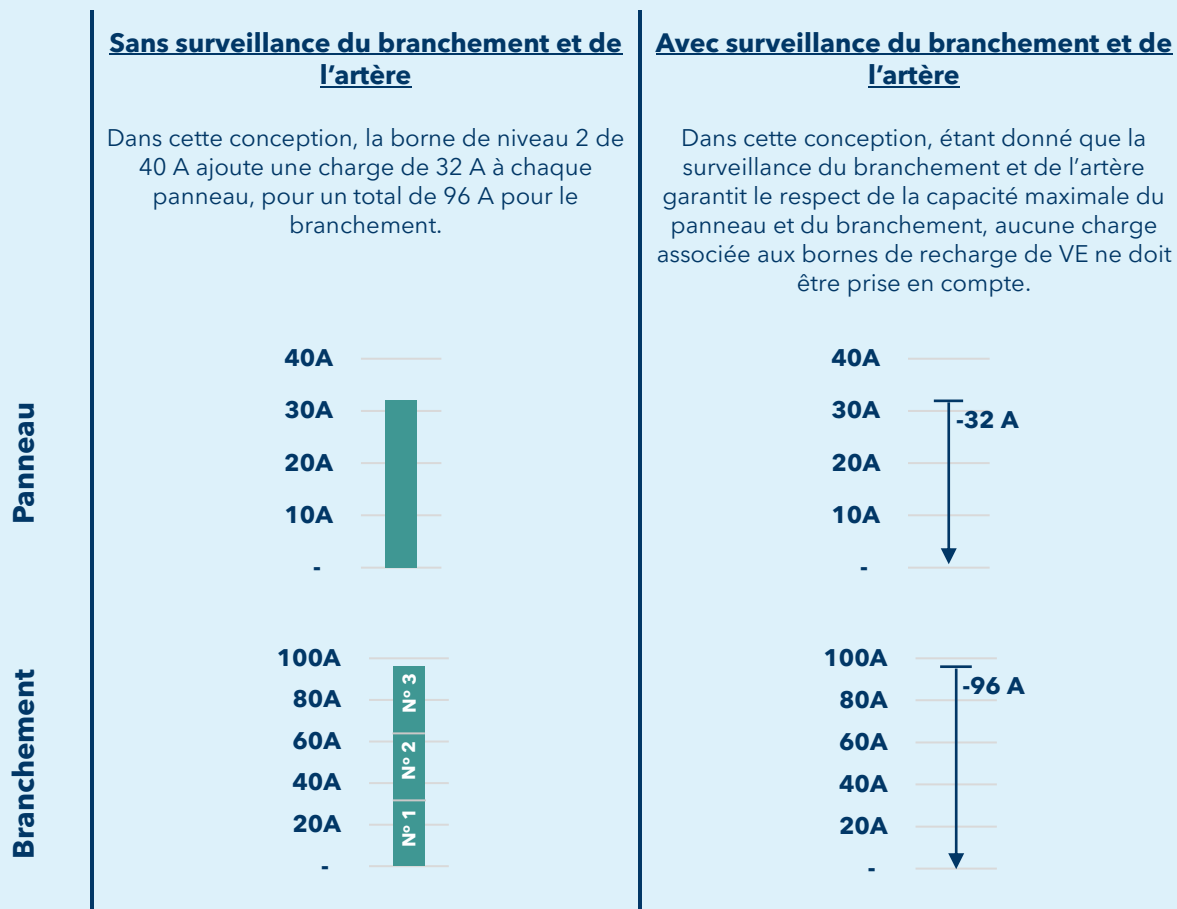 Sans surveillance du branchement et de
l'artère
Dans cette conception, la borne de niveau 2 de
40 A ajoute une charge de 32 A à chaque
panneau, pour un total de 96 A pour le
branchement.
Avec surveillance du branchement et de
l'artère
Dans cette conception, étant donné que la
surveillance du branchement et de l'artère
garantit le respect de la capacité maximale du
panneau et du branchement, aucune charge
associée aux bornes de recharge de VE ne doit
être prise en compte.
Panneau
40A
30A
20A
10A
-
40A
30A
20A
10A
-
-32 A
Branchement
100A
80A
60A
40A
20A
-
N° 3
N° 2
N° 1
100A
80A
60A
40A
20A
-
-96 A